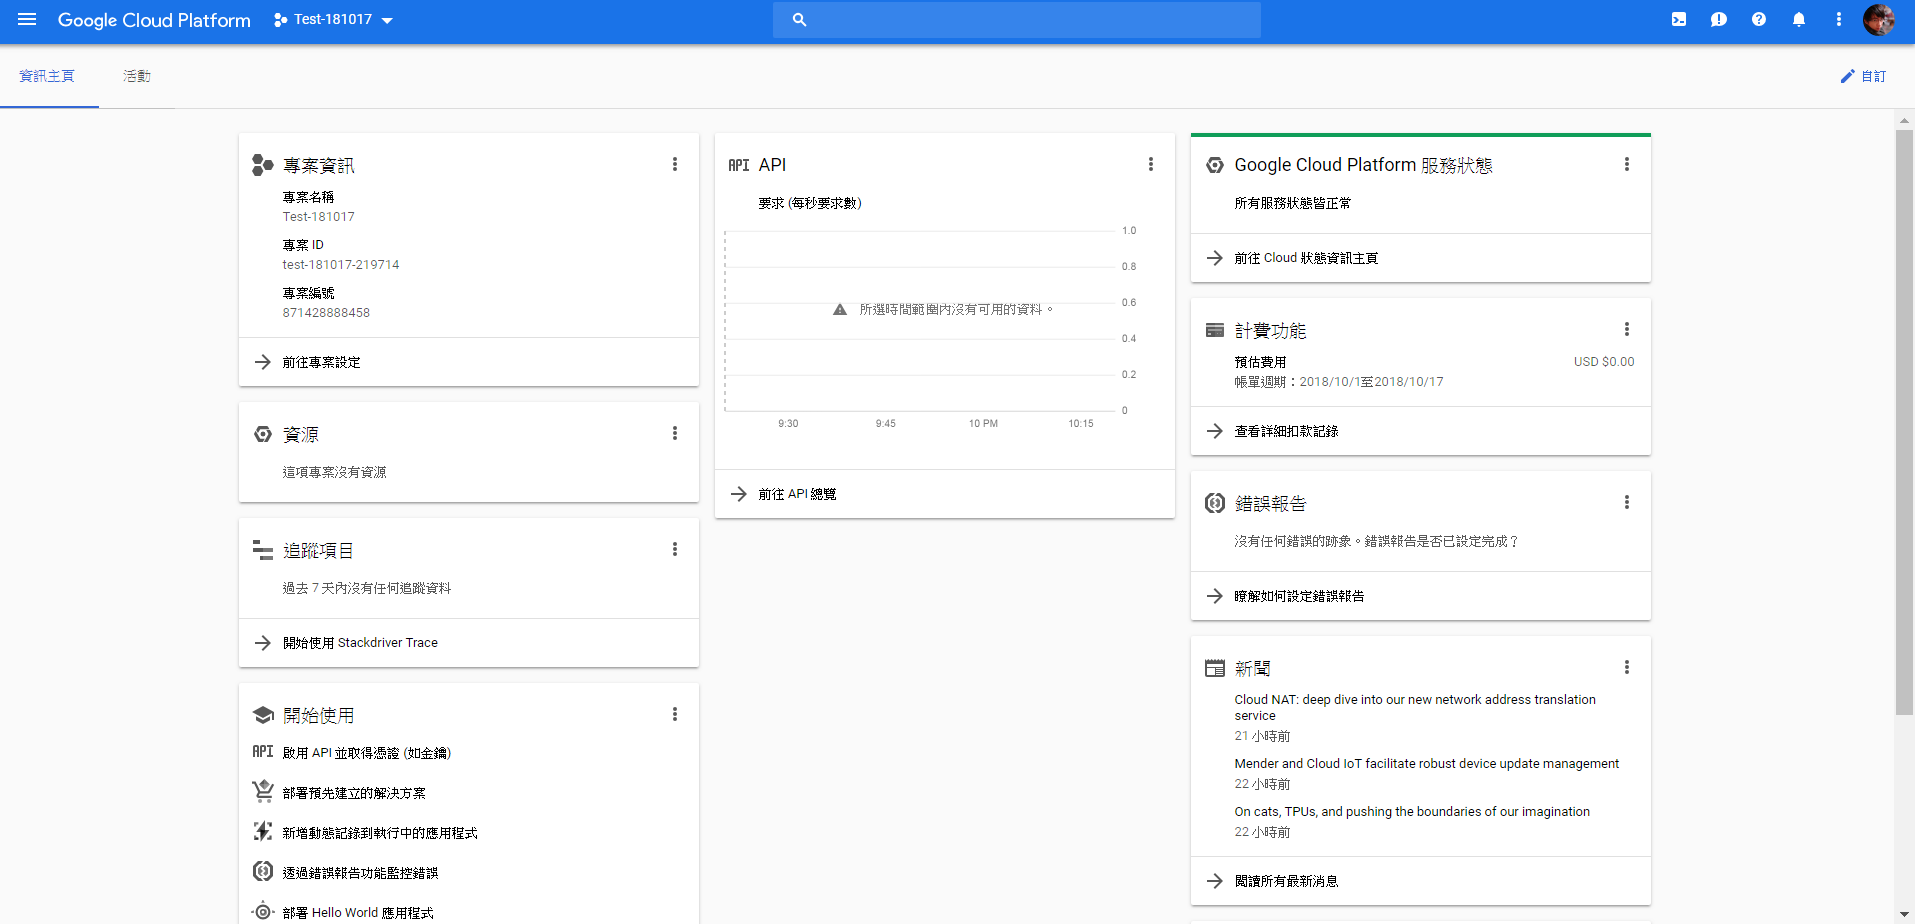 Google Cloud Platform
Test-181017
資訊主頁
活動
自訂
專案資訊
專案名稱
Test-181017
專案 ID
test-181017-219714
專案編號
871428888458
前往專案設定
資源
這項專案沒有資源
追蹤項目
過去 7 天內沒有任何追蹤資料
開始使用 Stackdriver Trace
開始使用
API 啟用 API 並取得憑證 (如金鑰)
部署預先建立的解決方案
新增動態記錄到執行中的應用程式
透過錯誤報告功能監控錯誤
部署 Hello World 應用程式
API API
要求 (每秒要求數)
1.0
0.8
0.6
所選時間範圍內沒有可用的資料。
0.4
0.2
0
9:30 9:45 10 PM 10:15
前往 API 總覽
Google Cloud Platform 服務狀態
所有服務狀態皆正常
前往 Cloud 狀態資訊主頁
計費功能
預估費用 USD $0.00
帳單週期：2018/10/1至2018/10/17
查看詳細扣款記錄
錯誤報告
沒有任何錯誤的跡象。錯誤報告是否已設定完成？
瞭解如何設定錯誤報告
新聞
Cloud NAT: deep dive into our new network address translation
service
21 小時前
Mender and Cloud IoT facilitate robust device update management
22 小時前
On cats, TPUs, and pushing the boundaries of our imagination
22 小時前
閱讀所有最新消息